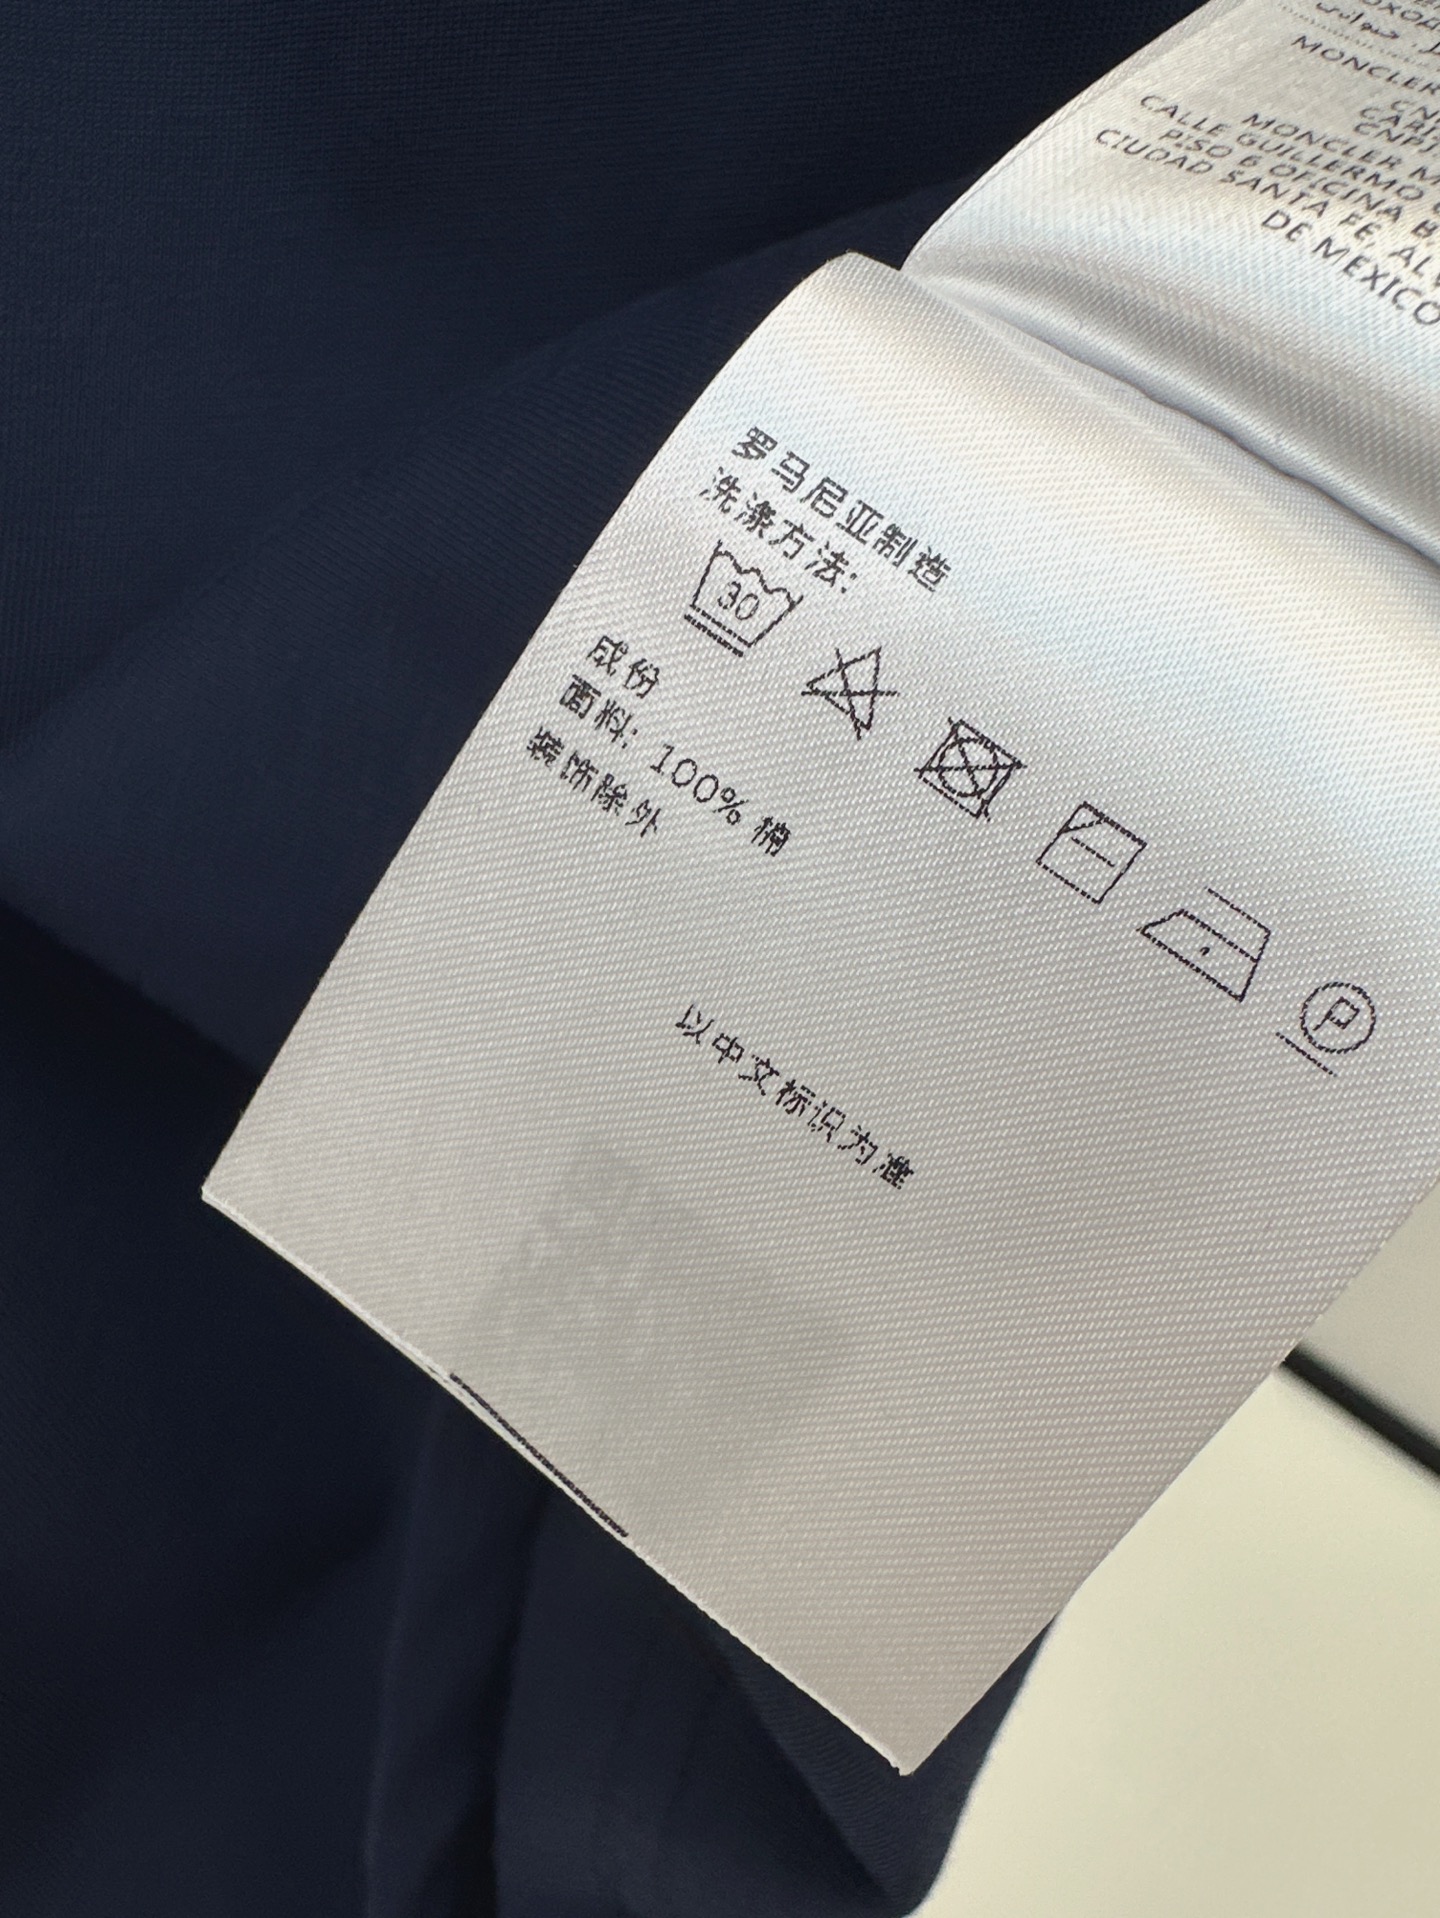 MONCLER
MONCLER M
CALLE GUILLERMO
PISO 6 OFICINA B
CIUDAD SANTA FE, ALV
DE MEXICO
罗马尼亚制造
洗涤方法:
30
P
成份
面料: 100% 棉
装饰除外
以中文标识为准